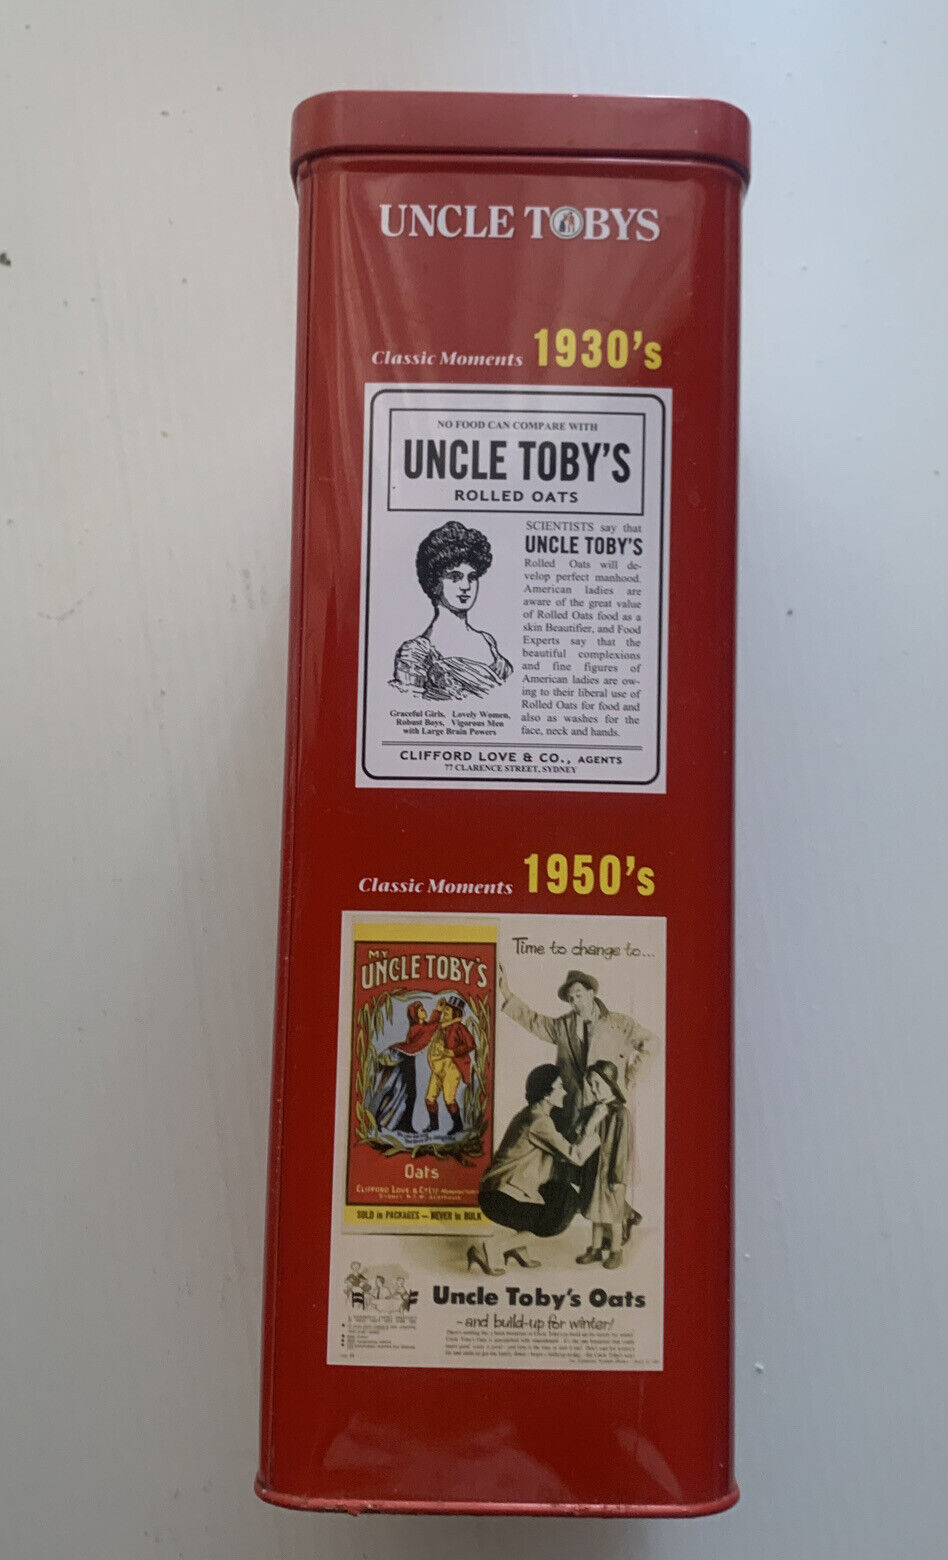 UNCLE TOBYS
Classic Moments 1930's
NO FOOD CAN COMPARE WITH
UNCLE TOBY'S
ROLLED OATS
SCIENTISTS say that
UNCLE TOBY'S
Rolled Oats will de-
velop perfect manhood.
American ladies are
aware of the great value
of Rolled Oats food as a
skin Beautifier, and Food
Experts say that the
beautiful complexions
and fine figures of
American ladies are ow-
ing to their liberal use of
Rolled Oats for food and
also as washes for the
face, neck and hands.
Graceful Girls, Lovely Women,
Robust Boys, Vigorous Men
with Large Brain Powers
CLIFFORD LOVE & CO., AGENTS
77 CLARENCE STREET, SYDNEY
Classic Moments 1950's
Time to change to...
MY
UNCLE TOBY'S
Oats
CLIFFORD LOVE & CO
SYDNEY N.S.W. AUSTRALIA
SOLD in PACKAGES — NEVER in BULK
Uncle Toby's Oats
- and build-up for winter!